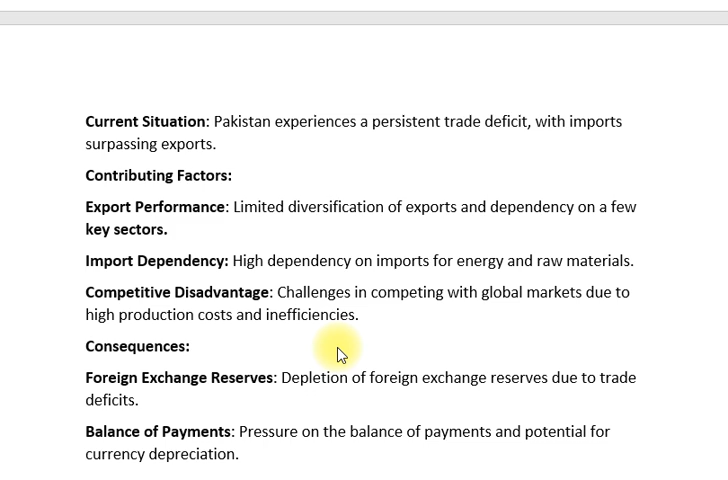 Current Situation: Pakistan experiences a persistent trade deficit, with imports
surpassing exports.
Contributing Factors:
Export Performance: Limited diversification of exports and dependency on a few
key sectors.
Import Dependency: High dependency on imports for energy and raw materials.
Competitive Disadvantage: Challenges in competing with global markets due to
high production costs and inefficiencies.
Consequences:
Foreign Exchange Reserves: Depletion of foreign exchange reserves due to trade
deficits.
Balance of Payments: Pressure on the balance of payments and potential for
currency depreciation.